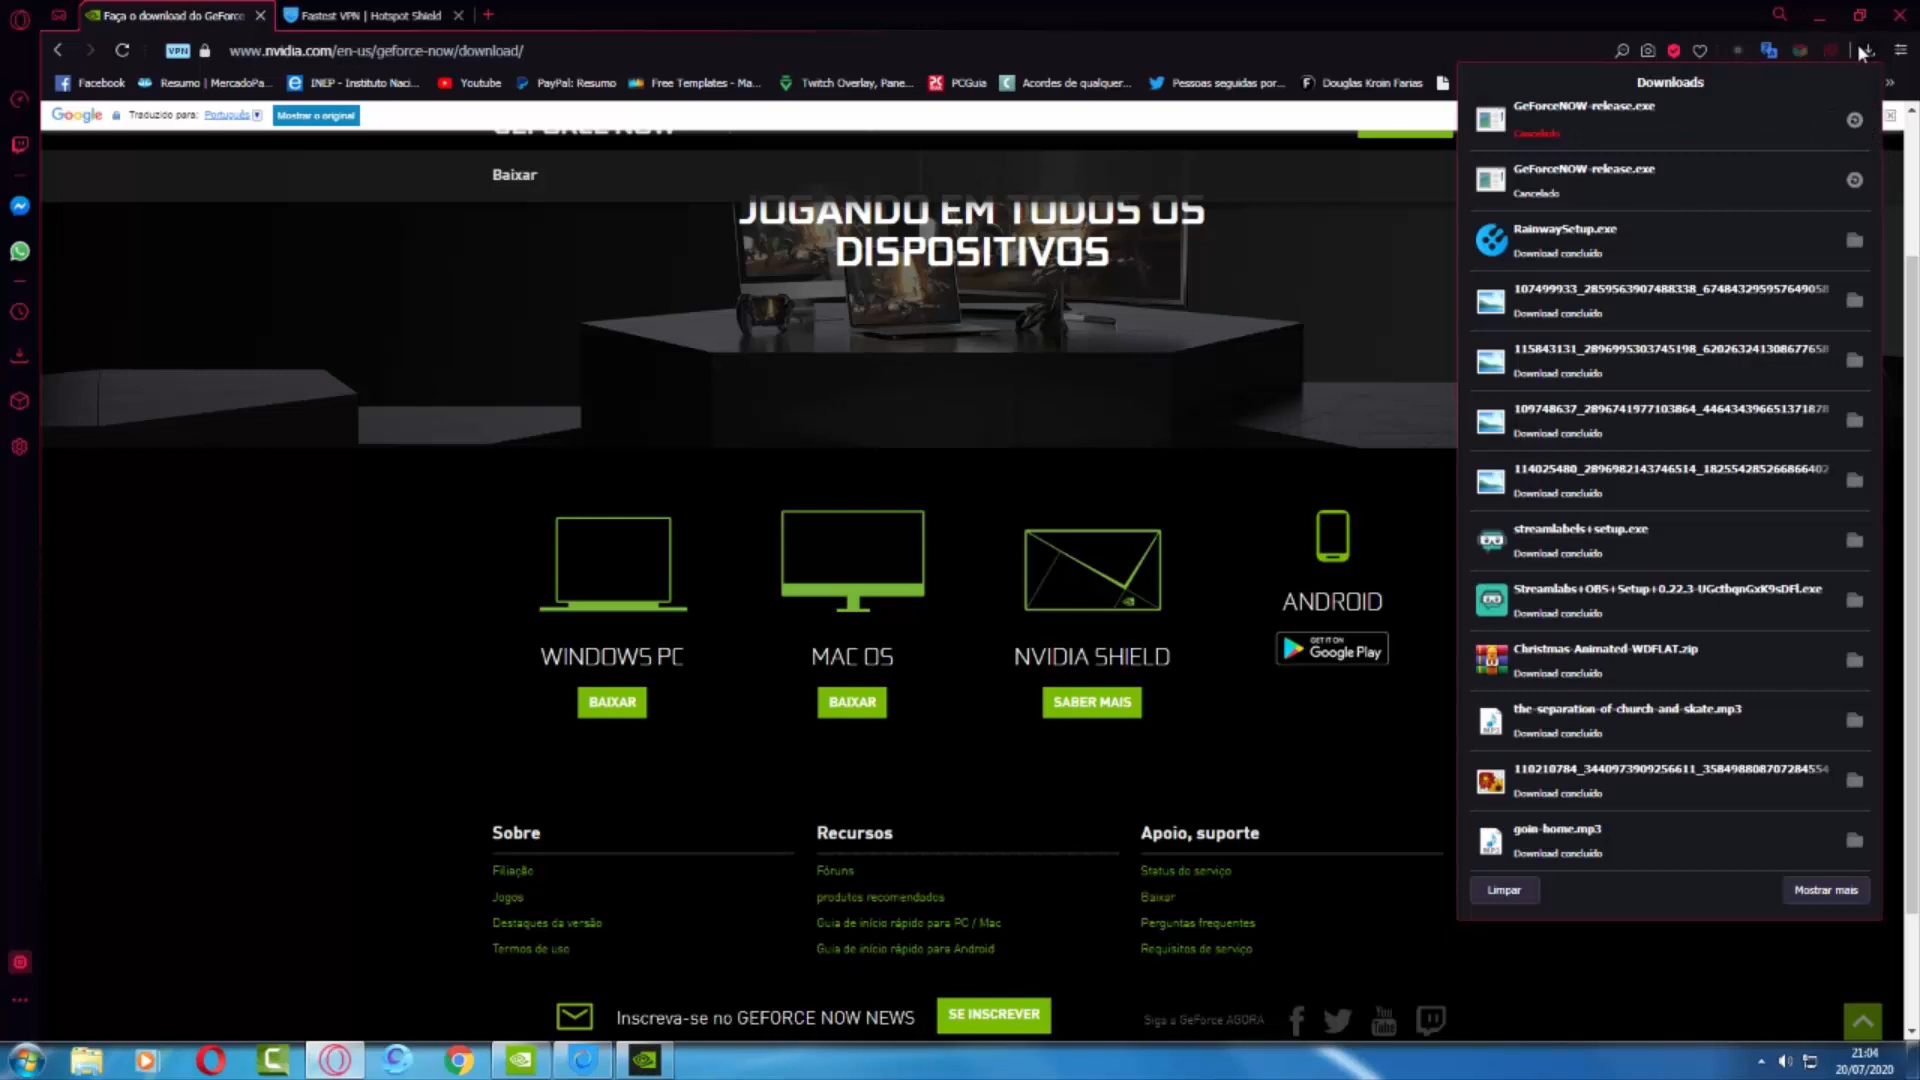 Faça o download do GeForce
Fastest VPN | Hotspot Shield
VPN
www.nvidia.com/en-us/geforce-now/download/
Facebook
Resumo | MercadoPa...
INEP - Instituto Naci...
Youtube
PayPal: Resumo
Free Templates - Ma...
Twitch Overlay, Pane...
PCGuia
Acordes de qualquer...
Pessoas seguidas por...
Douglas Kroin Farias
Google
Traduzido para: Português
Mostrar o original
GEFORCE NOW
Baixar
JOGANDO EM TODOS OS
DISPOSITIVOS
WINDOWS PC
BAIXAR
MAC OS
BAIXAR
NVIDIA SHIELD
SABER MAIS
ANDROID
GET IT ON
Google Play
Sobre
Filiação
Jogos
Destaques da versão
Termos de uso
Recursos
Fóruns
produtos recomendados
Guia de início rápido para PC / Mac
Guia de início rápido para Android
Apoio, suporte
Status do serviço
Baixar
Perguntas frequentes
Requisitos de serviço
Inscreva-se no GEFORCE NOW NEWS
SE INSCREVER
Siga a GeForce AGORA
You
Tube
Downloads
GeForceNOW-release.exe
Cancelado
GeForceNOW-release.exe
Cancelado
RainwaySetup.exe
Download concluído
107499933_2859563907488338_674843295957649058
Download concluído
115843131_2896995303745198_620263241308677658
Download concluído
109748637_2896741977103864_446434396651371878
Download concluído
114025480_2896982143746514_182554285266866402
Download concluído
streamlabels+setup.exe
Download concluído
Streamlabs+OBS+Setup+0.22.3-UGctbqnGxK9sDFl.exe
Download concluído
Christmas-Animated-WDFLAT.zip
Download concluído
the-separation-of-church-and-skate.mp3
Download concluído
110210784_3440973909256611_358498808707284554
Download concluído
goin-home.mp3
Download concluído
Limpar
Mostrar mais
21:04
20/07/2020